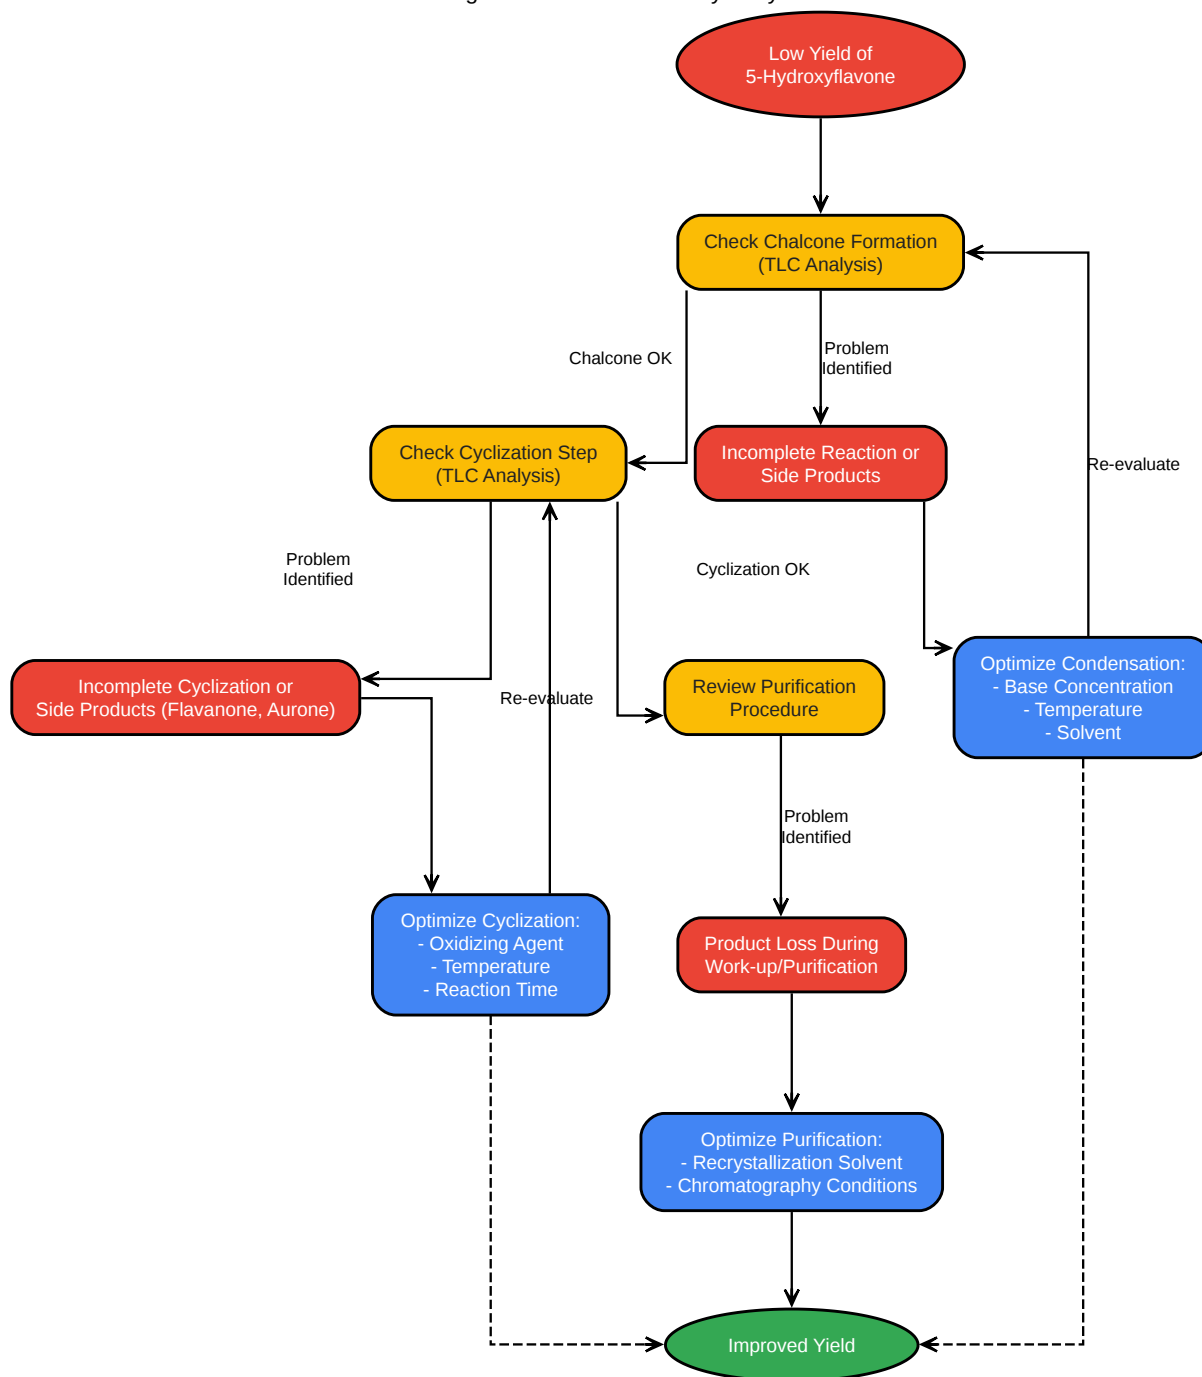 Low Yield of
5-Hydroxyflavone
Check Chalcone Formation
(TLC Analysis)
Chalcone OK
Problem
Identified
Check Cyclization Step
(TLC Analysis)
Incomplete Reaction or
Side Products
Re-evaluate
Problem
Identified
Cyclization OK
Incomplete Cyclization or
Side Products (Flavanone, Aurone)
Re-evaluate
Review Purification
Procedure
Optimize Condensation:
- Base Concentration
- Temperature
- Solvent
Problem
Identified
Optimize Cyclization:
- Oxidizing Agent
- Temperature
- Reaction Time
Product Loss During
Work-up/Purification
Optimize Purification:
- Recrystallization Solvent
- Chromatography Conditions
Improved Yield